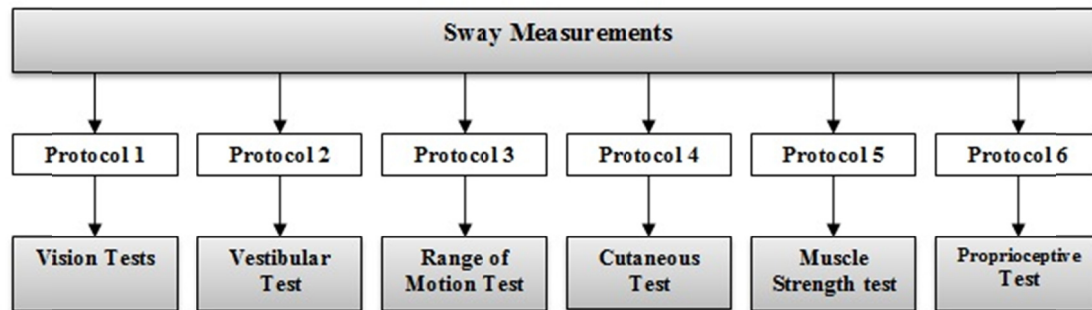 Sway Measurements
Protocol 1
Protocol 2
Protocol 3
Protocol 4
Protocol 5
Protocol 6
Vision Tests
Vestibular
Test
Range of
Motion Test
Cutaneous
Test
Muscle
Strength test
Proprioceptive
Test